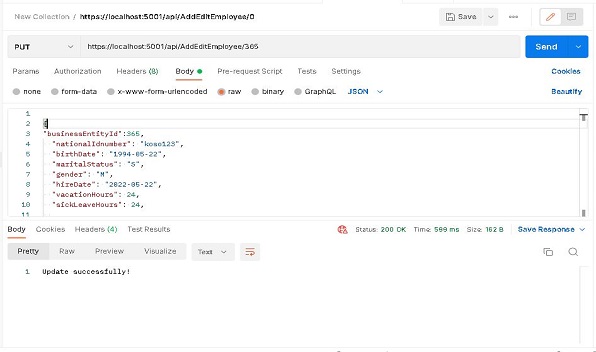 New Collection / https://localhost:5001/api/AddEditEmployee/0
Save
PUT
https://localhost:5001/api/AddEditEmployee/365
Send
Params Authorization Headers (8) Body Pre-request Script Tests Settings Cookies
none form-data x-www-form-urlencoded raw binary GraphQL JSON Beautify
1
2 {
3 "businessEntityId":365,
4 "nationalIdnumber": "koso123",
5 "birthDate": "1994-05-22",
6 "maritalStatus": "S",
7 "gender": "M",
8 "hireDate": "2022-05-22",
9 "vacationHours": 24,
10 "sickLeaveHours": 24,
11
Body Cookies Headers (4) Test Results Status: 200 OK Time: 599 ms Size: 162 B Save Response
Pretty Raw Preview Visualize Text
1 Update successfully!